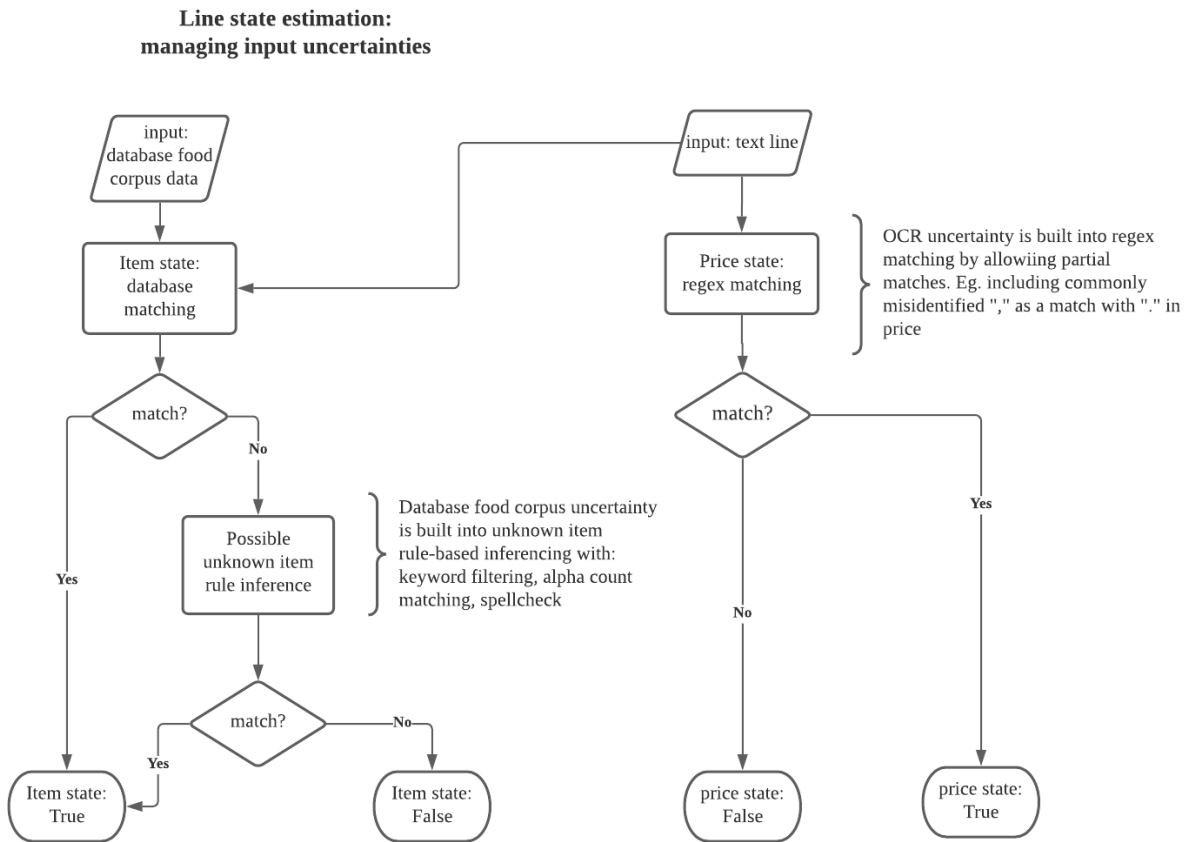 Line state estimation:
managing input uncertainties
input:
database food
corpus data
input: text line
Item state:
database
matching
Price state:
regex matching
OCR uncertainty is built into regex
matching by allowiing partial
matches. Eg. including commonly
misidentified "," as a match with "." in
price
match?
match?
No
Yes
Possible
unknown item
rule inference
Database food corpus uncertainty
is built into unknown item
rule-based inferencing with:
keyword filtering, alpha count
matching, spellcheck
Yes
No
match?
No
Yes
Item state:
True
Item state:
False
price state:
False
price state:
True